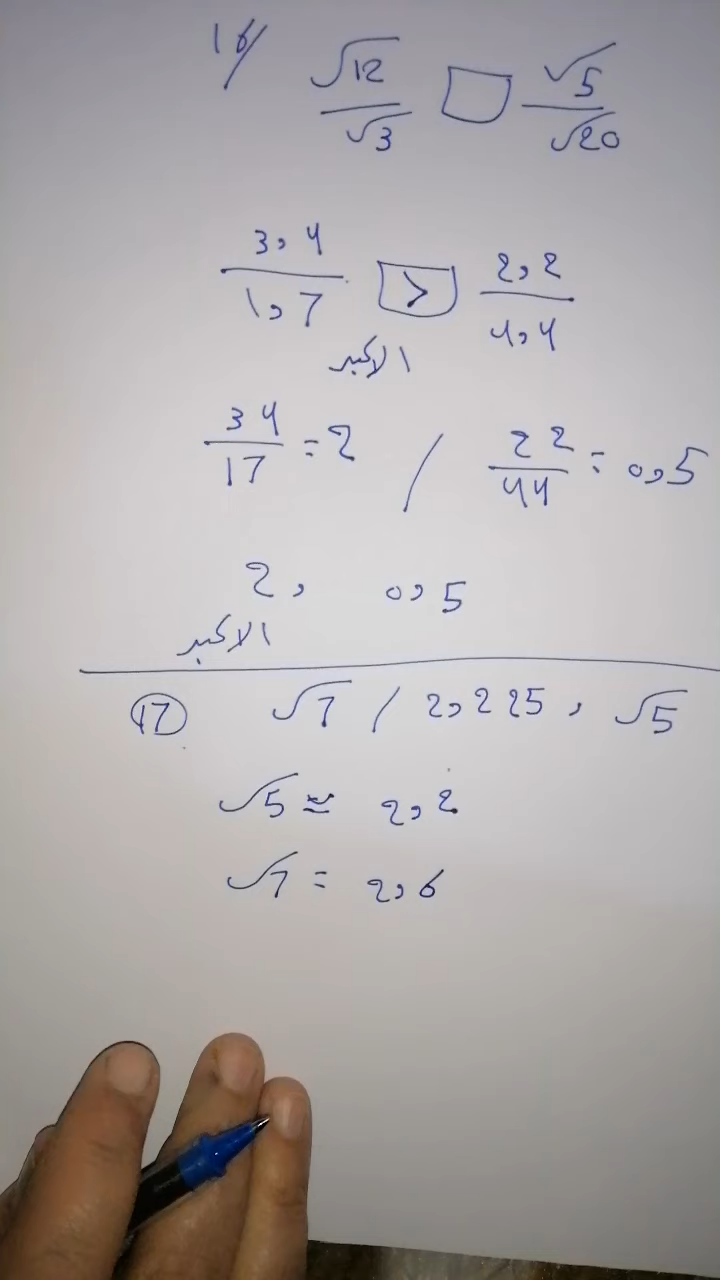 16/ √12/√3 □ √5/√20
3,4/1,7 > 2,2/4,4
الاكبر
34/17 = 2 / 22/44 = 0,5
2, 0,5
الاكبر
17 √7 / 2,225 , √5
√5 ≈ 2,2
√7 = 2,6